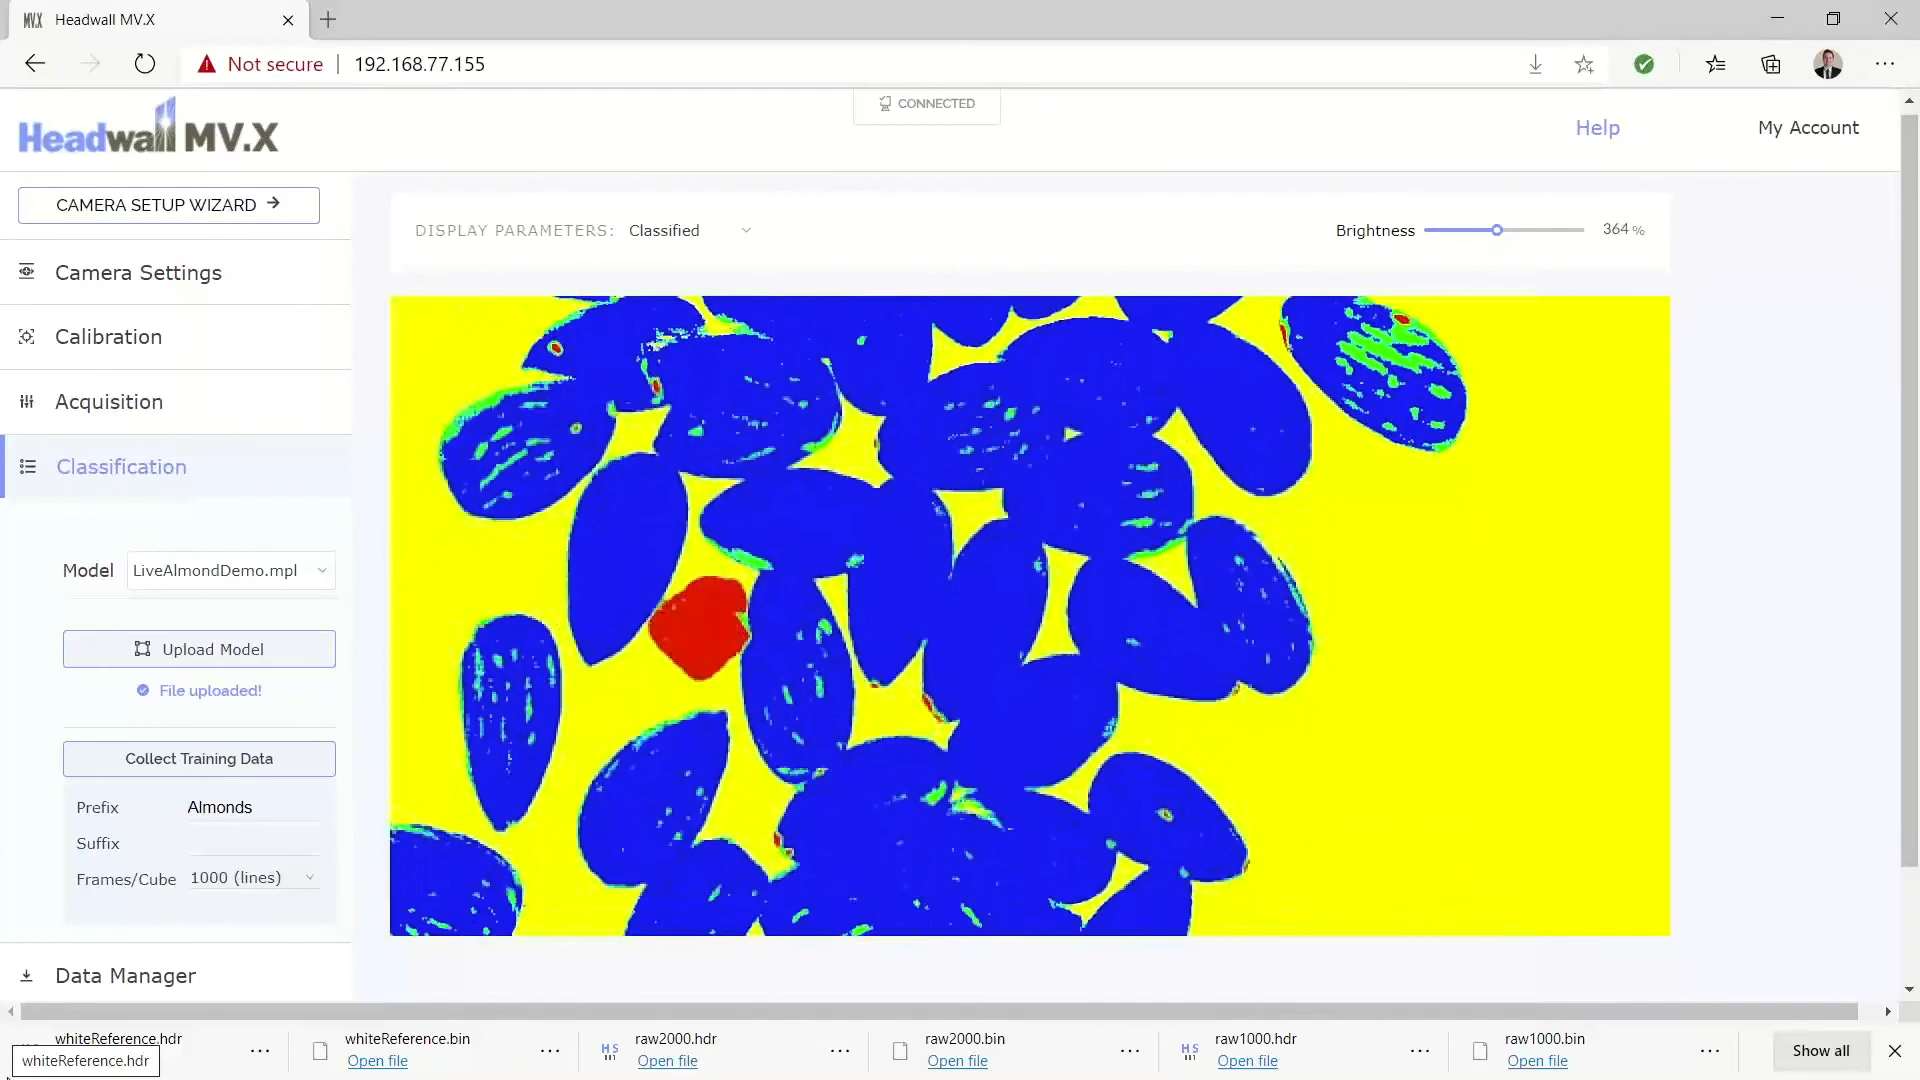 MV.X Headwall MV.X
Not secure 192.168.77.155
Headwall MV.X
CONNECTED
Help
My Account
CAMERA SETUP WIZARD
Camera Settings
Calibration
Acquisition
Classification
Model LiveAlmondDemo.mpl
Upload Model
File uploaded!
Collect Training Data
Prefix Almonds
Suffix
Frames/Cube 1000 (lines)
Data Manager
DISPLAY PARAMETERS: Classified
Brightness 364 %
whiteReference.hdr
whiteReference.hdr
whiteReference.bin
Open file
HS
raw2000.hdr
Open file
raw2000.bin
Open file
HS
raw1000.hdr
Open file
raw1000.bin
Open file
Show all